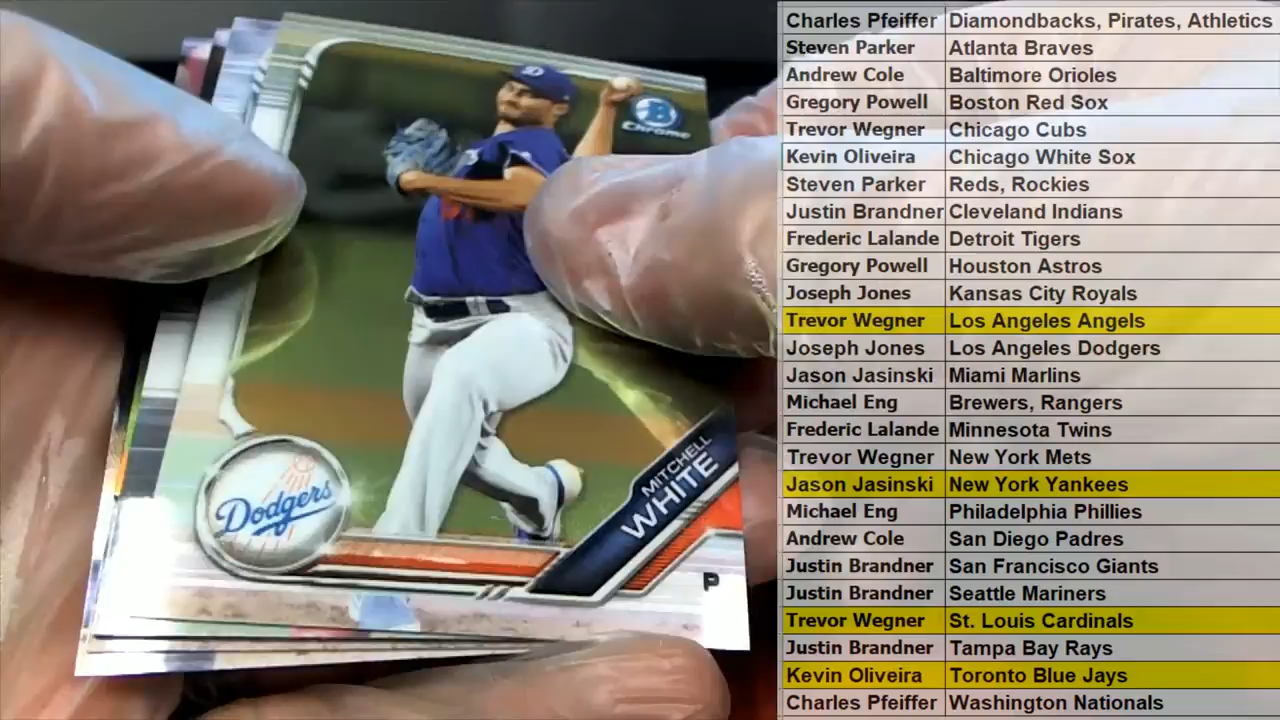 B
Chrome
Dodgers
MITCHELL
WHITE
P
Charles Pfeiffer Diamondbacks, Pirates, Athletics
Steven Parker Atlanta Braves
Andrew Cole Baltimore Orioles
Gregory Powell Boston Red Sox
Trevor Wegner Chicago Cubs
Kevin Oliveira Chicago White Sox
Steven Parker Reds, Rockies
Justin Brandner Cleveland Indians
Frederic Lalande Detroit Tigers
Gregory Powell Houston Astros
Joseph Jones Kansas City Royals
Trevor Wegner Los Angeles Angels
Joseph Jones Los Angeles Dodgers
Jason Jasinski Miami Marlins
Michael Eng Brewers, Rangers
Frederic Lalande Minnesota Twins
Trevor Wegner New York Mets
Jason Jasinski New York Yankees
Michael Eng Philadelphia Phillies
Andrew Cole San Diego Padres
Justin Brandner San Francisco Giants
Justin Brandner Seattle Mariners
Trevor Wegner St. Louis Cardinals
Justin Brandner Tampa Bay Rays
Kevin Oliveira Toronto Blue Jays
Charles Pfeiffer Washington Nationals